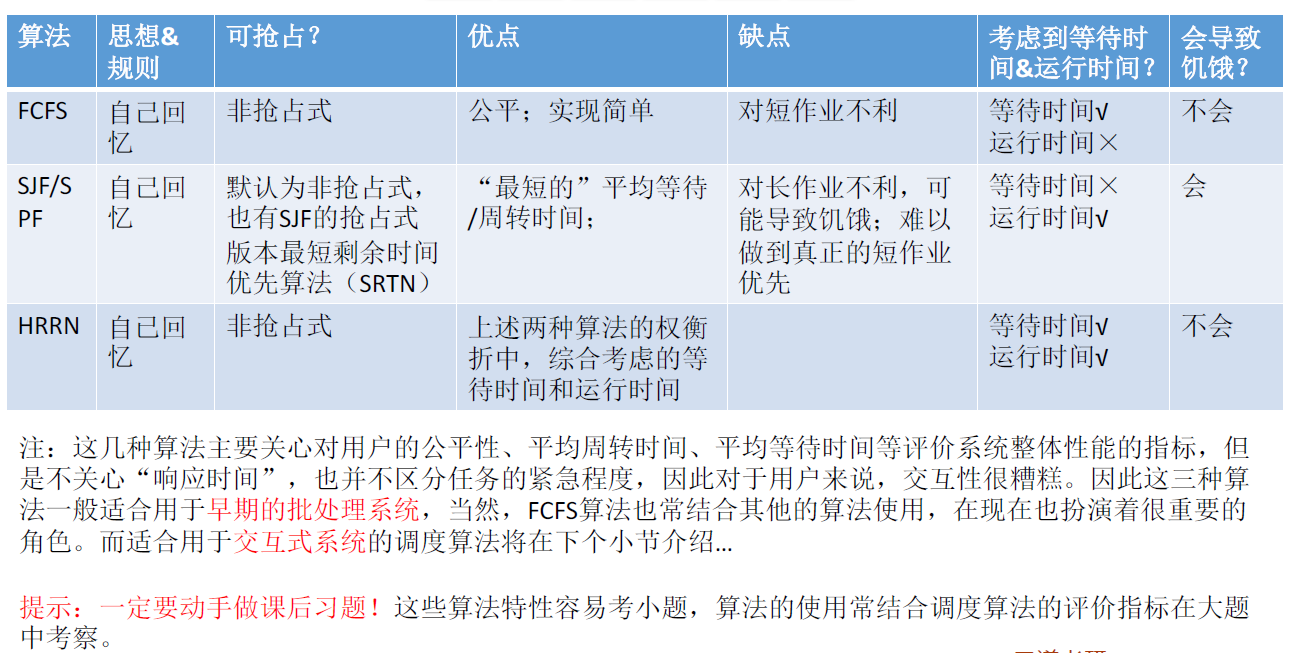 算法 思想& 可抢占？ 优点 缺点 考虑到等待时 会导致
规则 间&运行时间？ 饥饿？
FCFS 自己回 非抢占式 公平；实现简单 对短作业不利 等待时间√ 不会
忆 运行时间×
SJF/S 自己回 默认为非抢占式， “最短的”平均等待 对长作业不利，可 等待时间× 会
PF 忆 也有SJF的抢占式 /周转时间； 能导致饥饿；难以 运行时间√
版本最短剩余时间 做到真正的短作业
优先算法（SRTN） 优先
HRRN 自己回 非抢占式 上述两种算法的权衡 等待时间√ 不会
忆 折中，综合考虑的等 运行时间√
待时间和运行时间
注：这几种算法主要关心对用户的公平性、平均周转时间、平均等待时间等评价系统整体性能的指标，但
是不关心“响应时间”，也并不区分任务的紧急程度，因此对于用户来说，交互性很糟糕。因此这三种算
法一般适合用于早期的批处理系统，当然，FCFS算法也常结合其他的算法使用，在现在也扮演着很重要的
角色。而适合用于交互式系统的调度算法将在下个小节介绍…
提示：一定要动手做课后习题！这些算法特性容易考小题，算法的使用常结合调度算法的评价指标在大题
中考察。